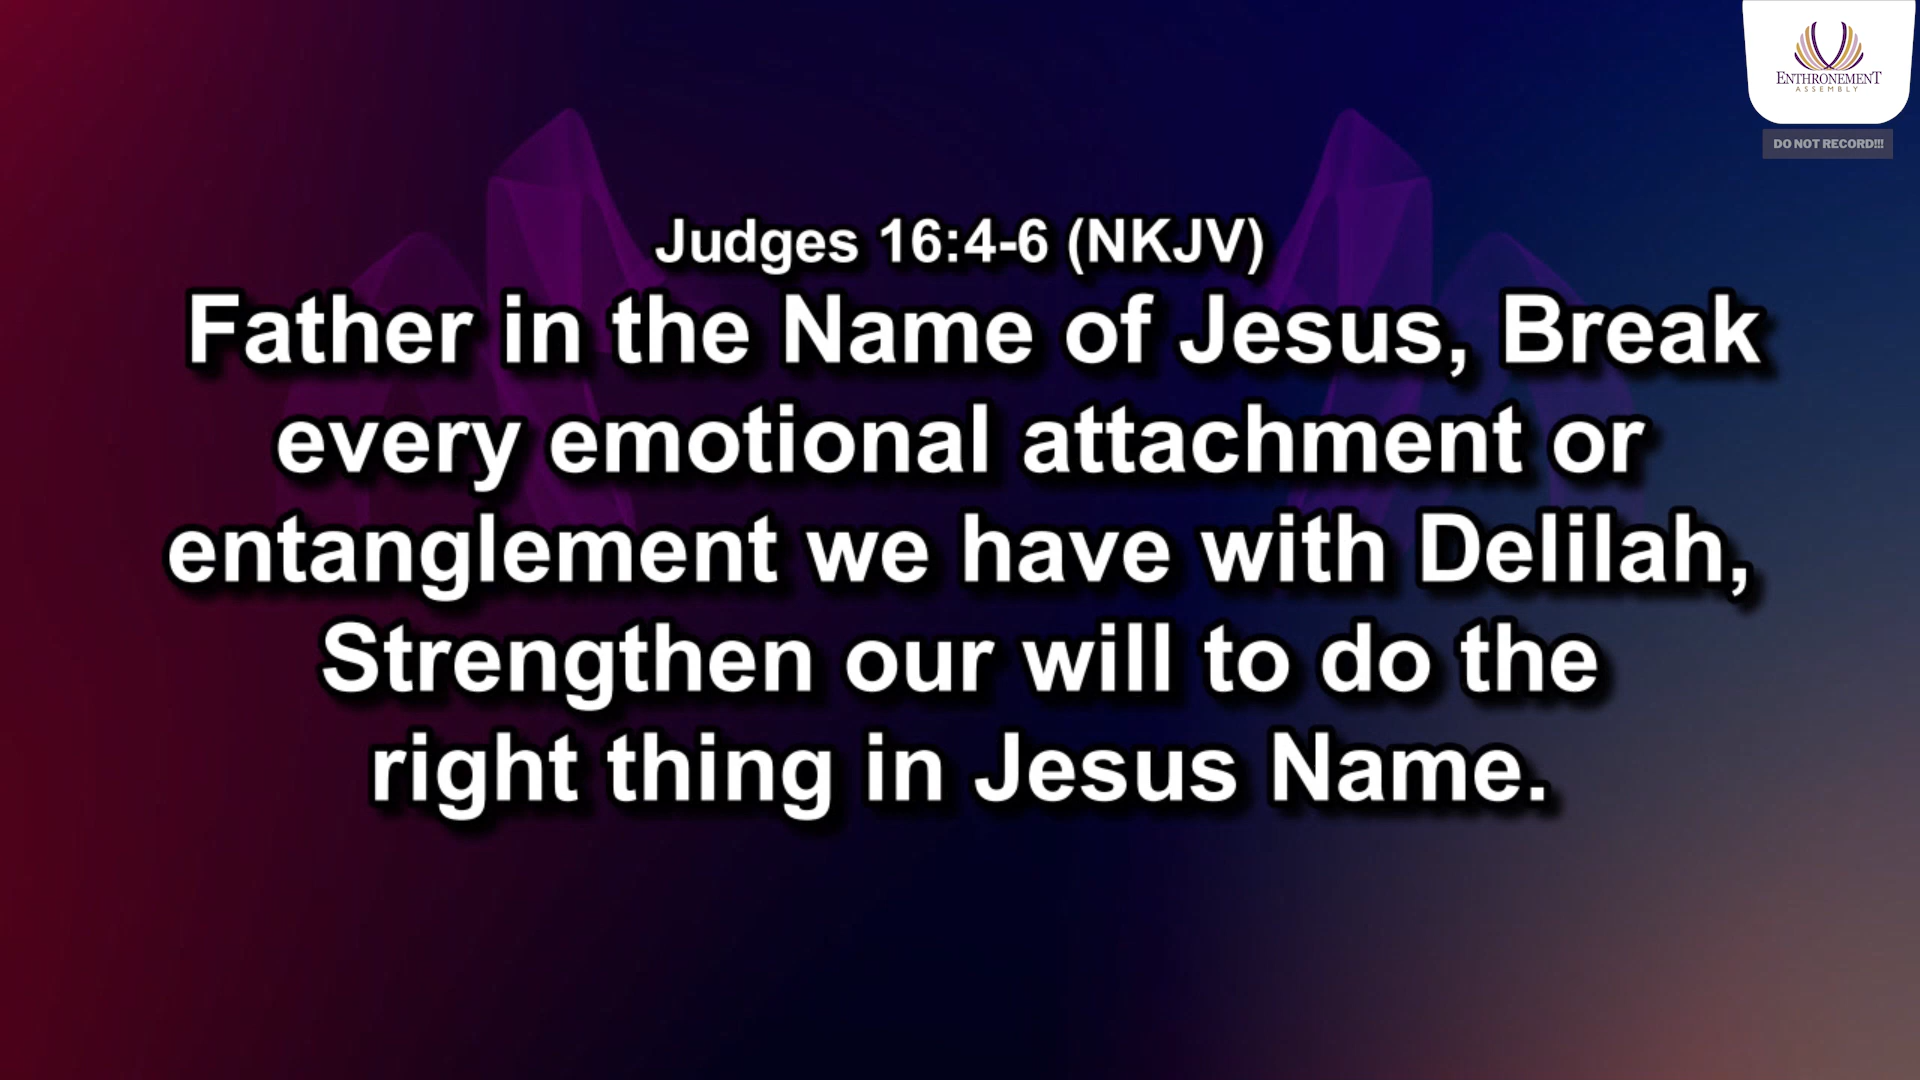 ENTHRONEMENT
ASSEMBLY
DO NOT RECORD!!!
Judges 16:4-6 (NKJV)
Father in the Name of Jesus, Break
every emotional attachment or
entanglement we have with Delilah,
Strengthen our will to do the
right thing in Jesus Name.